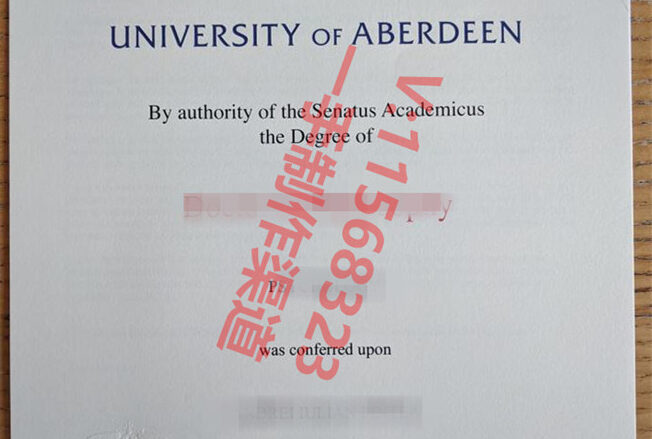 UNIVERSITY OF ABERDEEN
By authority of the Senatus Academicus
the Degree of
was conferred upon
v:11568323
一手制作渠道